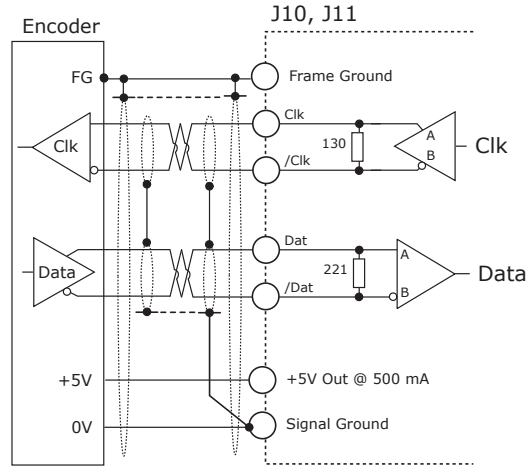 J10, J11
Encoder
FG
Frame Ground
Clk
Clk
130
A
B
Clk
/Clk
Data
Dat
221
A
B
Data
/Dat
+5V
+5V Out @ 500 mA
0V
Signal Ground